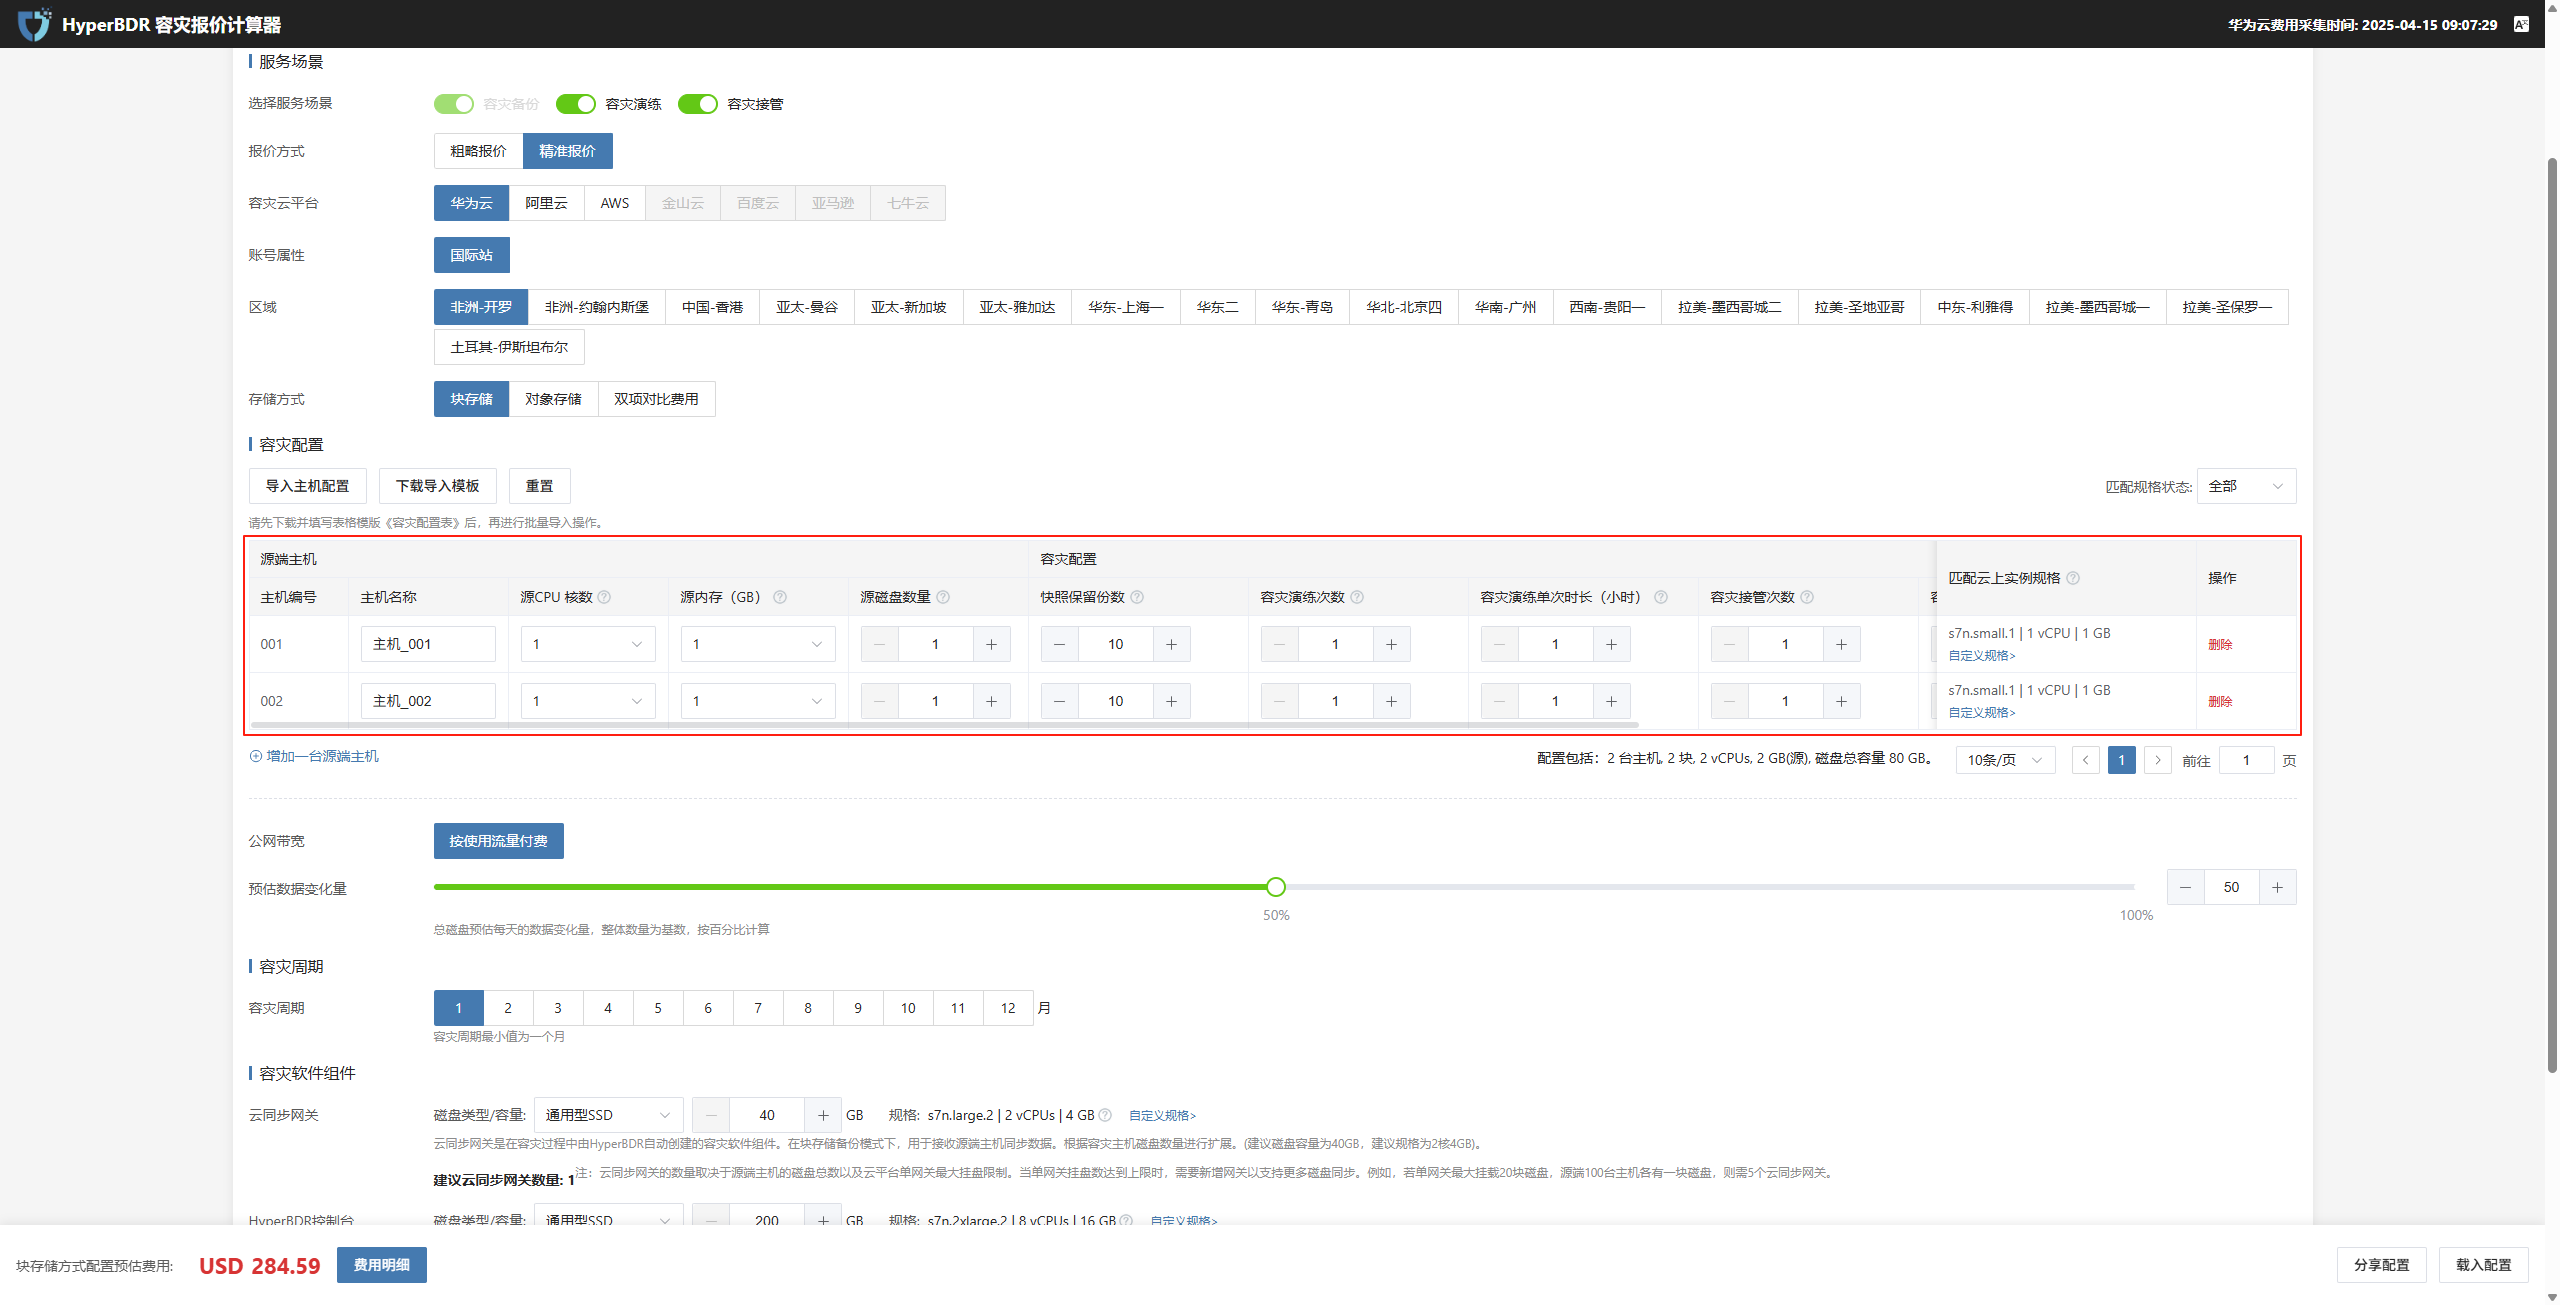 HyperBDR 容灾报价计算器
华为云费用采集时间: 2025-04-15 09:07:29
服务场景
选择服务场景 容灾备份 容灾演练 容灾接管
报价方式 粗略报价 精准报价
容灾云平台 华为云 阿里云 AWS 金山云 百度云 亚马逊 七牛云
账号属性 国际站
区域 非洲-开罗 非洲-约翰内斯堡 中国-香港 亚太-曼谷 亚太-新加坡 亚太-雅加达 华东-上海一 华东二 华东-青岛 华北-北京四 华南-广州 西南-贵阳一 拉美-墨西哥城二 拉美-圣地亚哥 中东-利雅得 拉美-墨西哥城一 拉美-圣保罗一
土耳其-伊斯坦布尔
存储方式 块存储 对象存储 双项对比费用
容灾配置
导入主机配置 下载导入模板 重置 匹配规格状态: 全部
请先下载并填写表格模版《容灾配置表》后，再进行批量导入操作。
源端主机 容灾配置 匹配云上实例规格 操作
主机编号 主机名称 源CPU 核数 源内存（GB） 源磁盘数量 快照保留份数 容灾演练次数 容灾演练单次时长（小时） 容灾接管次数
001 主机_001 1 1 1 10 1 1 1 s7n.small.1 | 1 vCPU | 1 GB 自定义规格> 删除
002 主机_002 1 1 1 10 1 1 1 s7n.small.1 | 1 vCPU | 1 GB 自定义规格> 删除
增加一台源端主机 配置包括：2 台主机, 2 块, 2 vCPUs, 2 GB(源), 磁盘总容量 80 GB。 10条/页 1 前往 1 页
公网带宽 按使用流量付费
预估数据变化量 50
50% 100%
总磁盘预估每天的数据变化量，整体数量为基数，按百分比计算
容灾周期
容灾周期 1 2 3 4 5 6 7 8 9 10 11 12 月
容灾周期最小值为一个月
容灾软件组件
云同步网关 磁盘类型/容量: 通用型SSD 40 GB 规格: s7n.large.2 | 2 vCPUs | 4 GB 自定义规格>
云同步网关是在容灾过程中由HyperBDR自动创建的容灾软件组件。在块存储备份模式下，用于接收源端主机同步数据。根据容灾主机磁盘数量进行扩展。(建议磁盘容量为40GB，建议规格为2核4GB)。
建议云同步网关数量: 1 注：云同步网关的数量取决于源端主机的磁盘总数以及云平台单网关最大挂盘限制。当单网关挂盘数达到上限时，需要新增网关以支持更多磁盘同步。例如，若单网关最大挂载20块磁盘，源端100台主机各有一块磁盘，则需5个云同步网关。
HyperBDR控制台 磁盘类型/容量: 通用型SSD 200 GB 规格: s7n.2xlarge.2 | 8 vCPUs | 16 GB 自定义规格>
块存储方式配置预估费用: USD 284.59 费用明细 分享配置 载入配置